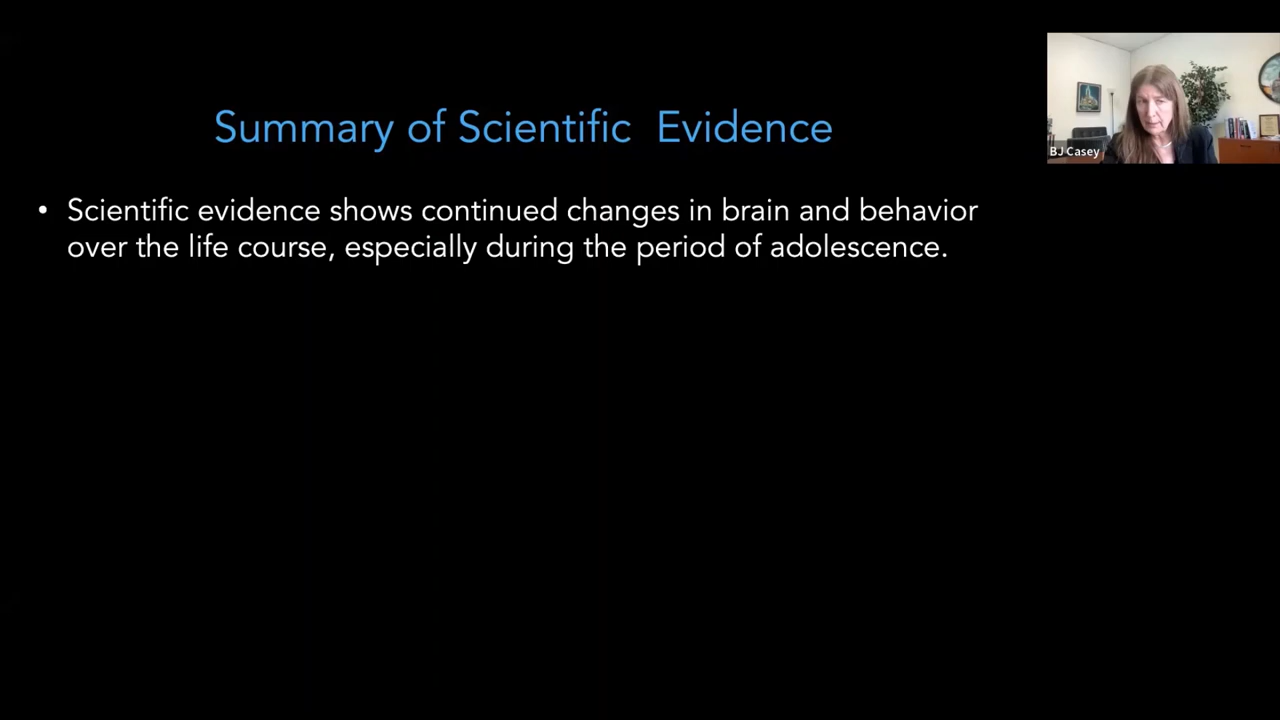 Summary of Scientific  Evidence
• Scientific evidence shows continued changes in brain and behavior
over the life course, especially during the period of adolescence.
BJ Casey